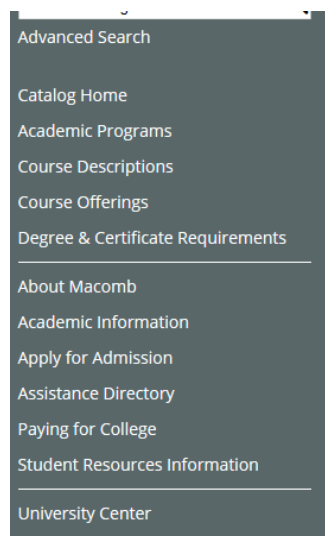 Advanced Search
Catalog Home
Academic Programs
Course Descriptions
Course Offerings
Degree & Certificate Requirements
About Macomb
Academic Information
Apply for Admission
Assistance Directory
Paying for College
Student Resources Information
University Center